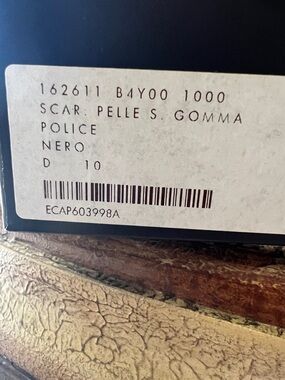 162611 B4Y00 1000
SCAR. PELLE S. GOMMA
POLICE
NERO
D 10
ECAP603998A